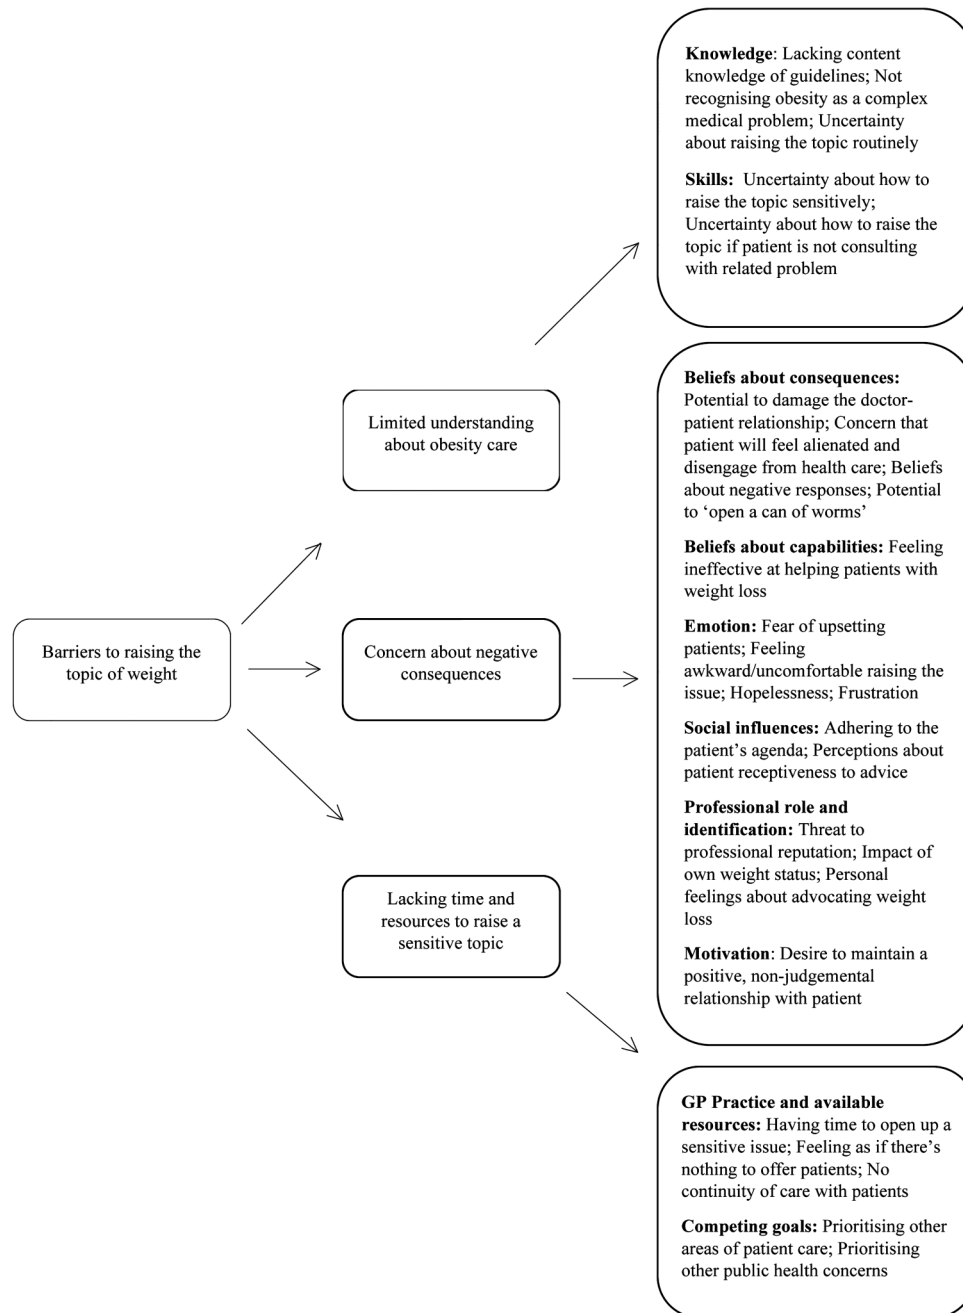 Knowledge: Lacking content
knowledge of guidelines; Not
recognising obesity as a complex
medical problem; Uncertainty
about raising the topic routinely
Skills: Uncertainty about how to
raise the topic sensitively;
Uncertainty about how to raise the
topic if patient is not consulting
with related problem
Limited understanding
about obesity care
Beliefs about consequences:
Potential to damage the doctor-
patient relationship; Concern that
patient will feel alienated and
disengage from health care; Beliefs
about negative responses; Potential
to ‘open a can of worms’
Beliefs about capabilities: Feeling
ineffective at helping patients with
weight loss
Barriers to raising the
topic of weight
Concern about negative
consequences
Emotion: Fear of upsetting
patients; Feeling
awkward/uncomfortable raising the
issue; Hopelessness; Frustration
Social influences: Adhering to the
patient’s agenda; Perceptions about
patient receptiveness to advice
Professional role and
identification: Threat to
professional reputation; Impact of
own weight status; Personal
feelings about advocating weight
loss
Motivation: Desire to maintain a
positive, non-judgemental
relationship with patient
Lacking time and
resources to raise a
sensitive topic
GP Practice and available
resources: Having time to open up a
sensitive issue; Feeling as if there’s
nothing to offer patients; No
continuity of care with patients
Competing goals: Prioritising other
areas of patient care; Prioritising
other public health concerns